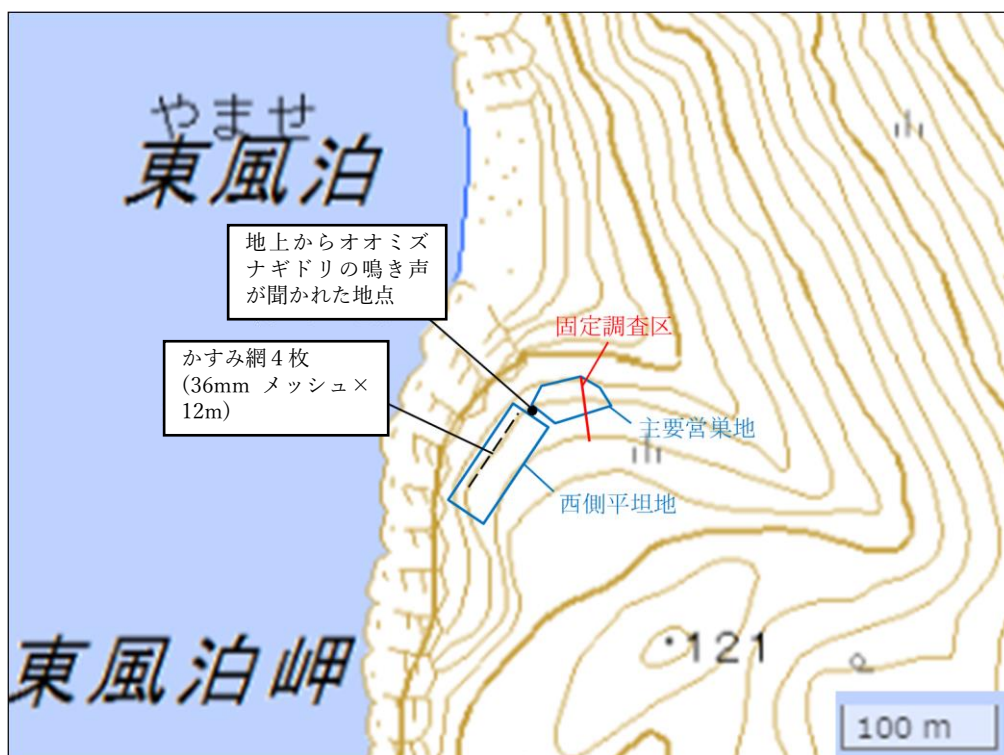 やませ
東風泊
地上からオオミズ
ナギドリの鳴き声
が聞かれた地点
固定調査区
かすみ網４枚
(36mm メッシュ×
12m)
主要営巣地
西側平坦地
東風泊岬
121
100 m